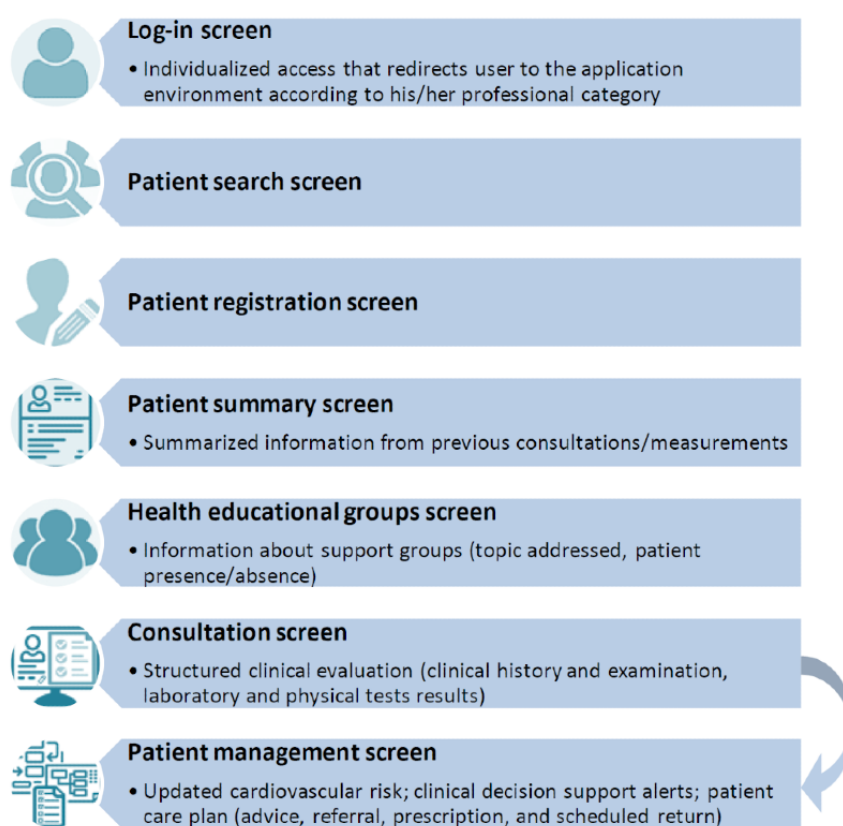 Log-in screen
• Individualized access that redirects user to the application
environment according to his/her professional category
Patient search screen
Patient registration screen
Patient summary screen
• Summarized information from previous consultations/measurements
Health educational groups screen
• Information about support groups (topic addressed, patient
presence/absence)
Consultation screen
• Structured clinical evaluation (clinical history and examination,
laboratory and physical tests results)
Patient management screen
• Updated cardiovascular risk; clinical decision support alerts; patient
care plan (advice, referral, prescription, and scheduled return)